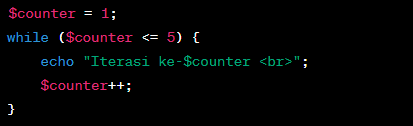 $counter = 1;
while ($counter <= 5) {
    echo "Iterasi ke-$counter <br>";
    $counter++;
}